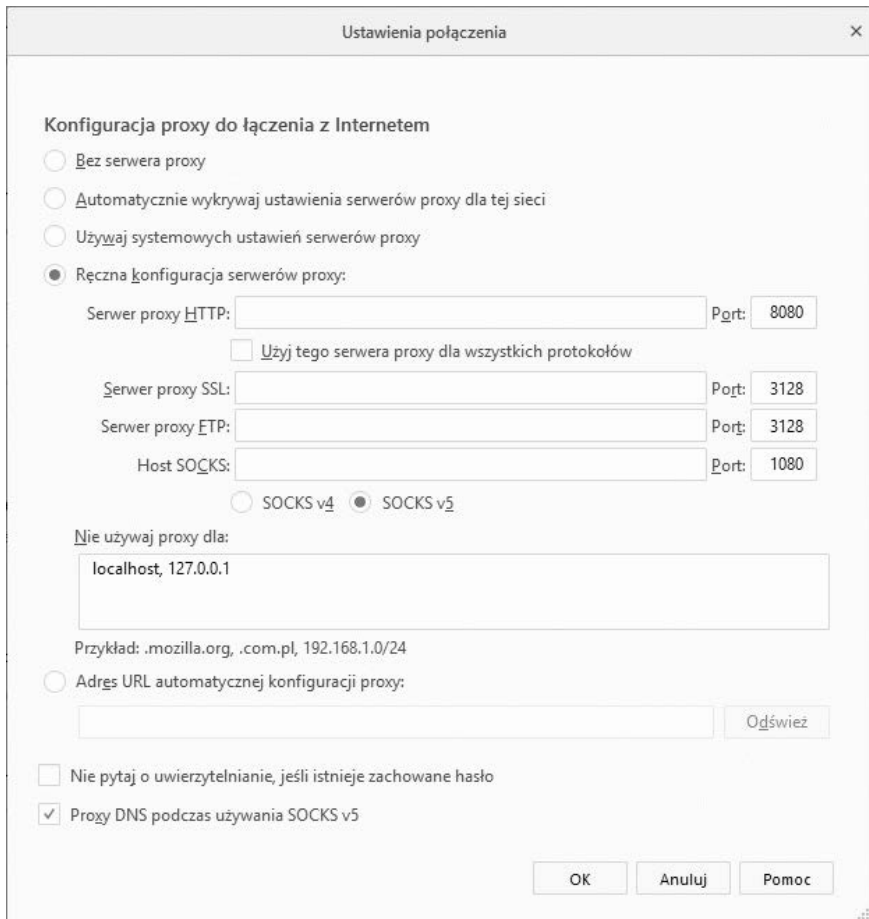 Ustawienia połączenia
Konfiguracja proxy do łączenia z Internetem
Bez serwera proxy
Automatycznie wykrywaj ustawienia serwerów proxy dla tej sieci
Używaj systemowych ustawień serwerów proxy
Ręczna konfiguracja serwerów proxy:
Serwer proxy HTTP: Port: 8080
Użyj tego serwera proxy dla wszystkich protokołów
Serwer proxy SSL: Port: 3128
Serwer proxy FTP: Port: 3128
Host SOCKS: Port: 1080
SOCKS v4 SOCKS v5
Nie używaj proxy dla:
localhost, 127.0.0.1
Przykład: .mozilla.org, .com.pl, 192.168.1.0/24
Adres URL automatycznej konfiguracji proxy:
Odśwież
Nie pytaj o uwierzytelnianie, jeśli istnieje zachowane hasło
Proxy DNS podczas używania SOCKS v5
OK Anuluj Pomoc